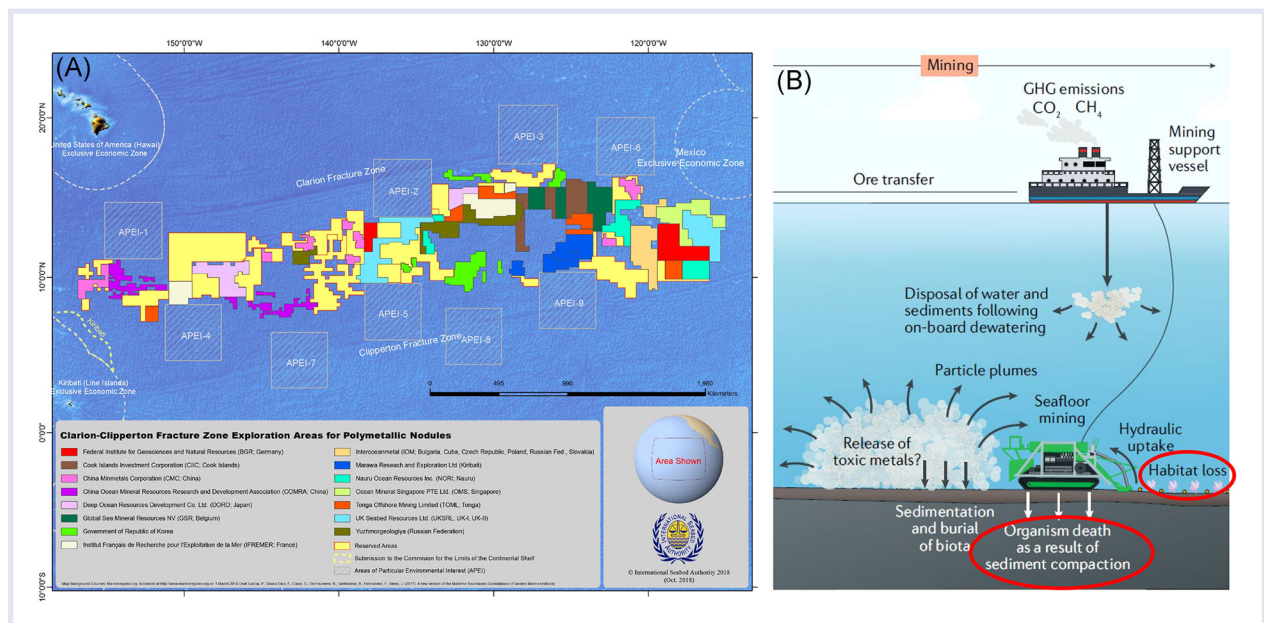 (A)
150°0'0"W
140°0'0"W
130°0'0"W
120°0'0"W
20°0'0"N
10°0'0"N
0°0'0"
10°0'0"S
United States of America (Hawaii)
Exclusive Economic Zone
Mexico
Exclusive Economic Zone
Clarion Fracture Zone
APEI-3
APEI-6
APEI-2
APEI-1
APEI-9
APEI-5
APEI-4
APEI-8
APEI-7
Clipperton Fracture Zone
Kiribati
Kiribati (Line Islands)
Exclusive Economic Zone
0
495
990
1,980
Kilometers
Clarion-Clipperton Fracture Zone Exploration Areas for Polymetallic Nodules
Federal Institute for Geosciences and Natural Resources (BGR; Germany)
Cook Islands Investment Corporation (CIIC; Cook Islands)
China Minmetals Corporation (CMC; China)
China Ocean Mineral Resources Research and Development Association (COMRA; China)
Deep Ocean Resources Development Co. Ltd. (DORD; Japan)
Global Sea Mineral Resources NV (GSR; Belgium)
Government of Republic of Korea
Institut Français de Recherche pour l'Exploitation de la Mer (IFREMER; France)
Interoceanmetal (IOM; Bulgaria, Cuba, Czech Republic, Poland, Russian Fed., Slovakia)
Marawa Reseach and Exploration Ltd (Kiribati)
Nauru Ocean Resources Inc. (NORI; Nauru)
Ocean Mineral Singapore PTE Ltd. (OMS; Singapore)
Tonga Offshore Mining Limited (TOML; Tonga)
UK Seabed Resources Ltd. (UKSRL; UK-I, UK-II)
Yuzhmorgeologiya (Russian Federation)
Reserved Areas
Submission to the Commision for the Limits of the Continental Shelf
Areas of Particular Environmental Interest (APEI)
Area Shown
INTERNATIONAL SEABED AUTHORITY
© International Seabed Authority 2018
(Oct. 2018)
(B)
Mining
GHG emissions
CO2 CH4
Mining
support
vessel
Ore transfer
Disposal of water and
sediments following
on-board dewatering
Particle plumes
Seafloor
mining
Release of
toxic metals?
Hydraulic
uptake
Habitat loss
Sedimentation
and burial
of biota
Organism death
as a result of
sediment compaction